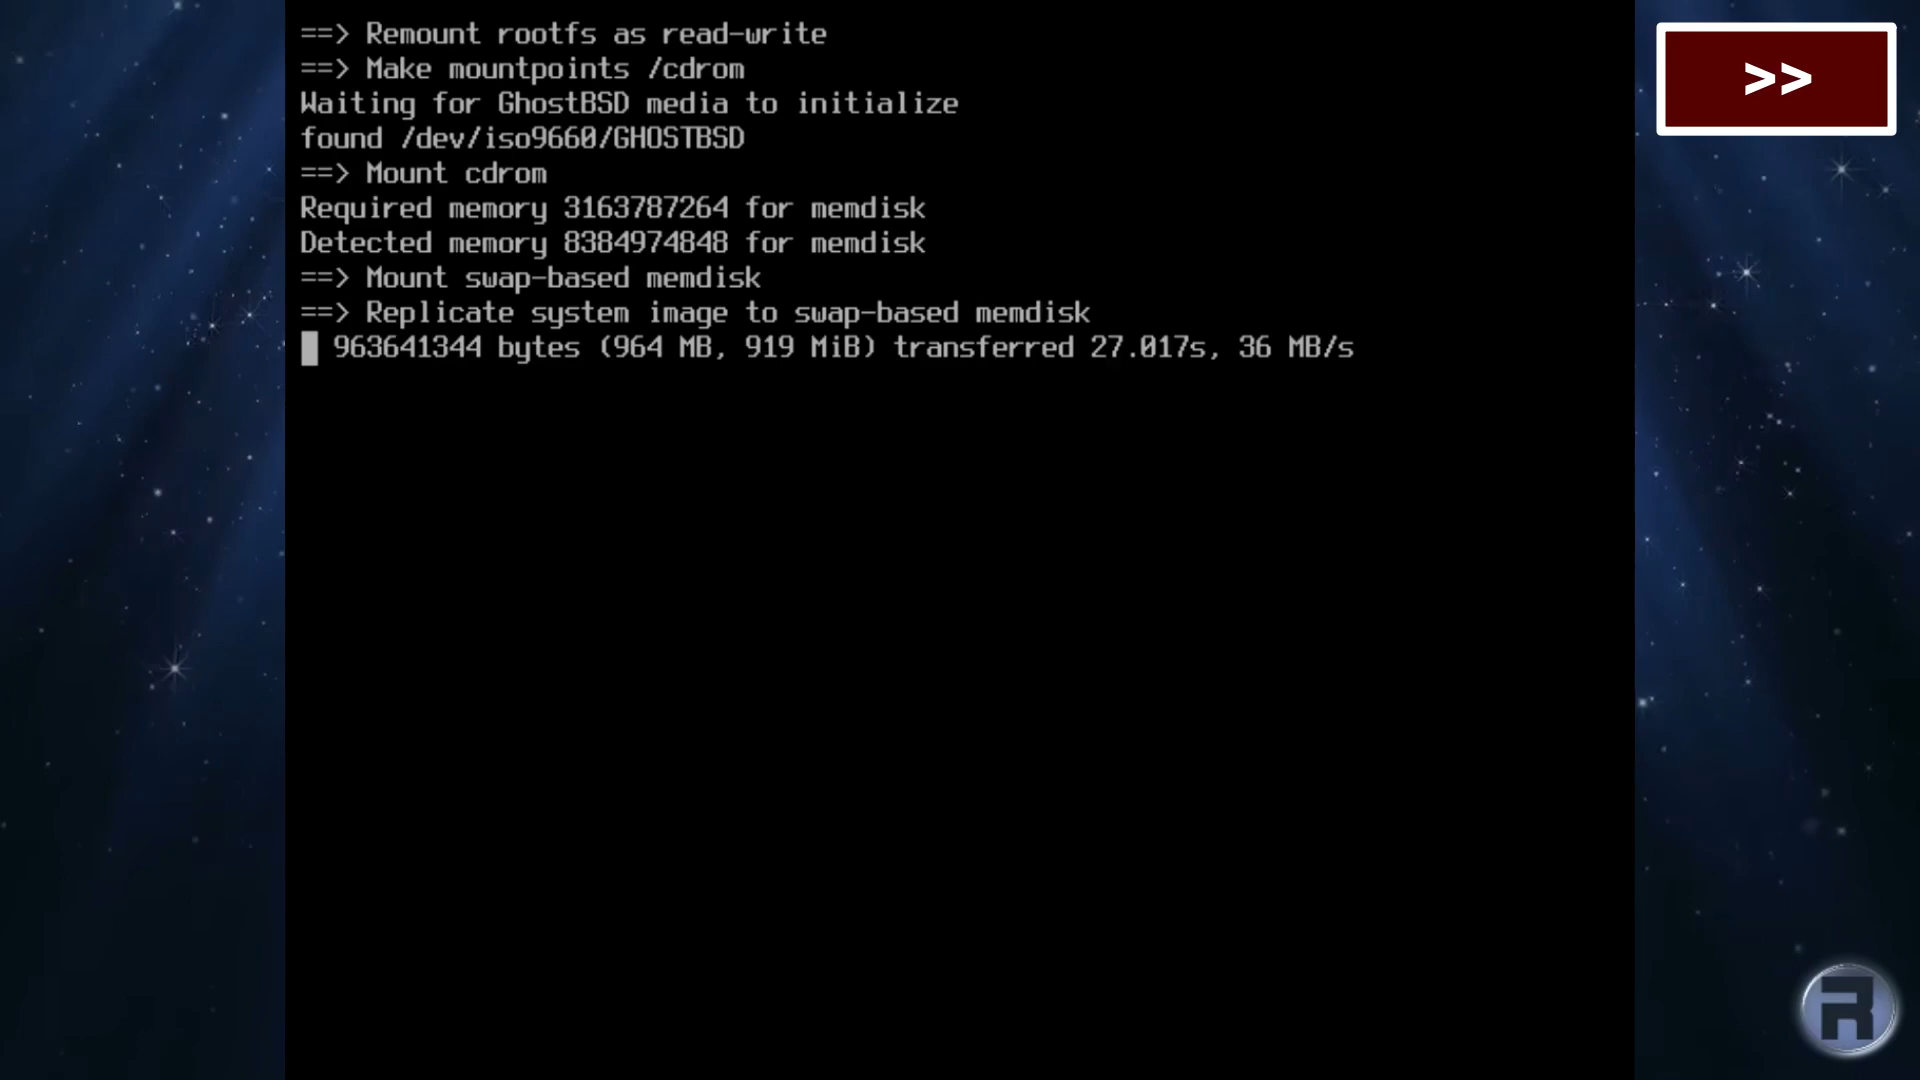 ==> Remount rootfs as read-write
==> Make mountpoints /cdrom
Waiting for GhostBSD media to initialize
found /dev/iso9660/GHOSTBSD
==> Mount cdrom
Required memory 3163787264 for memdisk
Detected memory 8384974848 for memdisk
==> Mount swap-based memdisk
==> Replicate system image to swap-based memdisk
963641344 bytes (964 MB, 919 MiB) transferred 27.017s, 36 MB/s
>>
R